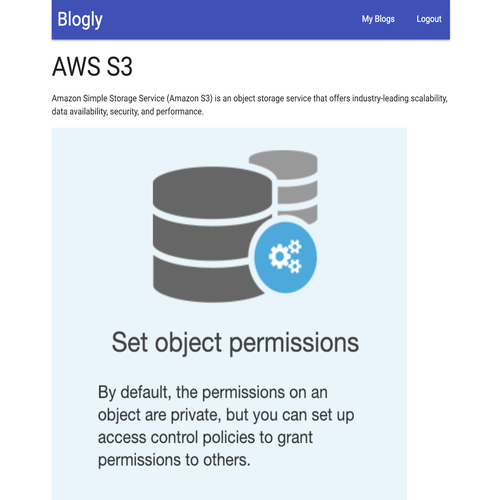 Blogly
My Blogs
Logout
AWS S3
Amazon Simple Storage Service (Amazon S3) is an object storage service that offers industry-leading scalability,
data availability, security, and performance.
Set object permissions
By default, the permissions on an
object are private, but you can set up
access control policies to grant
permissions to others.